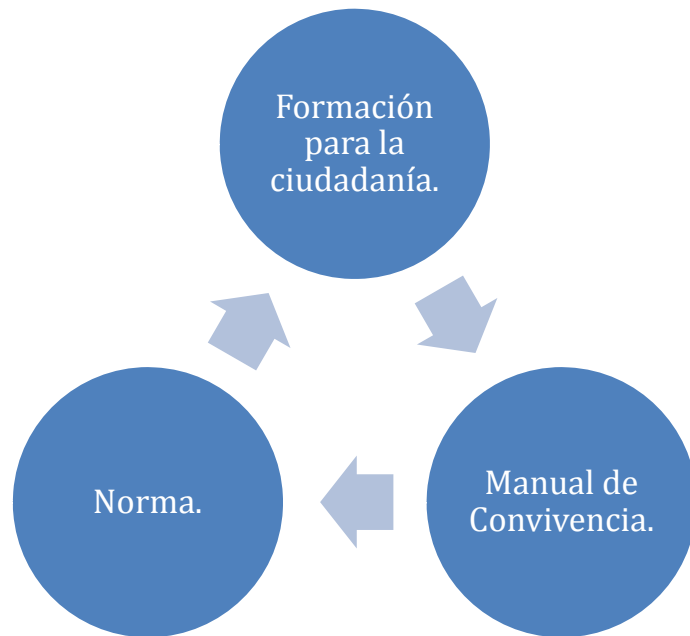 Formación
para la
ciudadanía.
Manual de
Convivencia.
Norma.